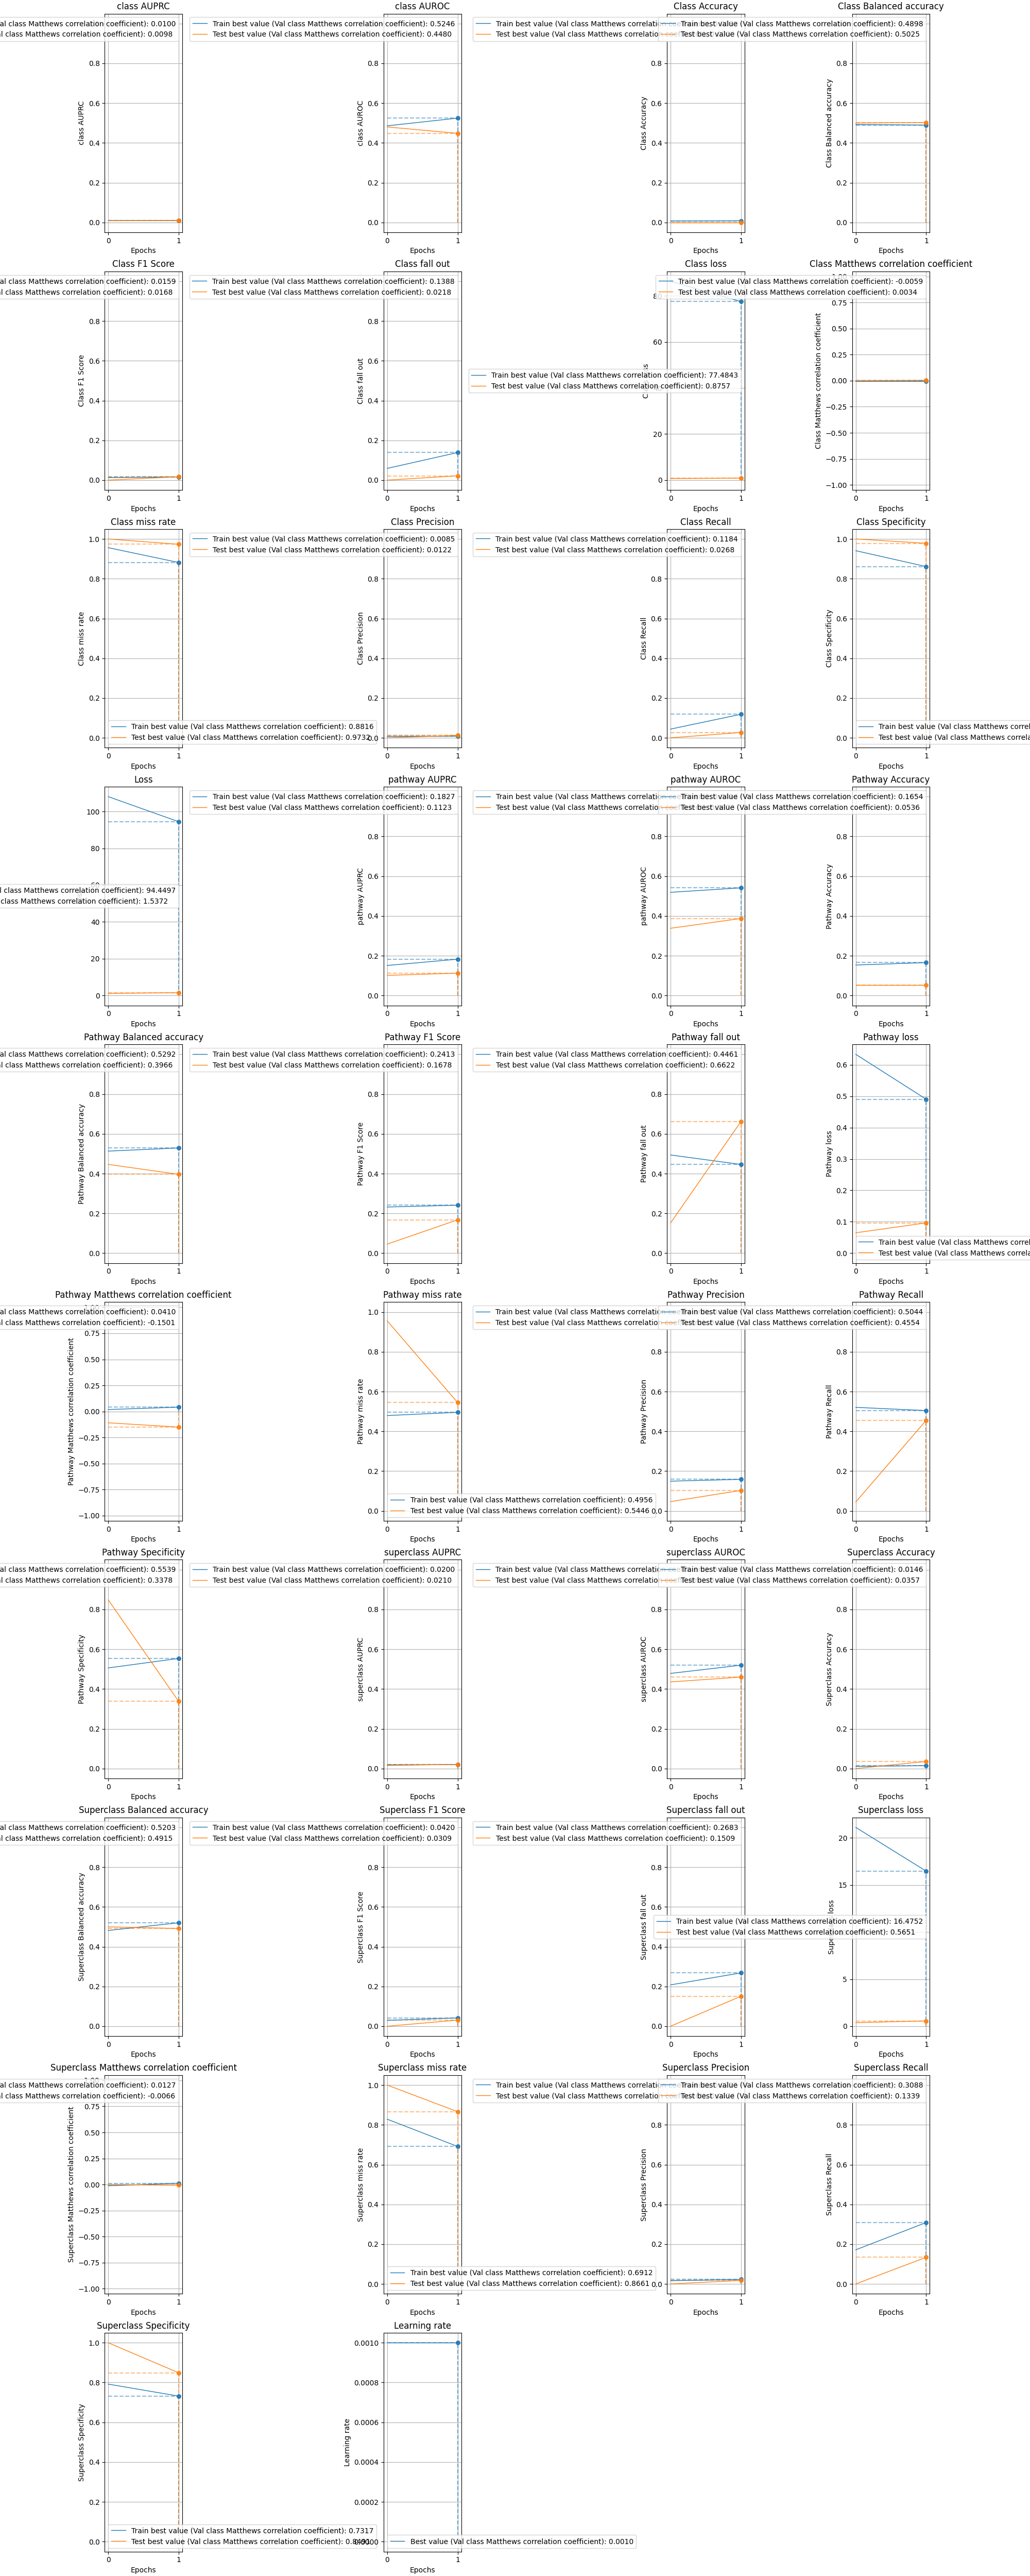 class AUPRC
l class Matthews correlation coefficient): 0.0100
al class Matthews correlation coefficient): 0.0098
class AUPRC
0.8
0.6
0.4
0.2
0.0
0 1
Epochs
class AUROC
Train best value (Val class Matthews correlation coefficient): 0.5246
Test best value (Val class Matthews correlation coefficient): 0.4480
class AUROC
0.8
0.6
0.4
0.2
0.0
0 1
Epochs
Class Accuracy
Train best value (Val class Matthews correlation
Test best value (Val class Matthews correlatio
Class Accuracy
0.8
0.6
0.4
0.2
0.0
0 1
Epochs
Class Balanced accuracy
Train best value (Val class Matthews correlation coefficient): 0.4898
Test best value (Val class Matthews correlation coefficient): 0.5025
Class Balanced accuracy
0.8
0.6
0.4
0.2
0.0
0 1
Epochs
Class F1 Score
al class Matthews correlation coefficient): 0.0159
al class Matthews correlation coefficient): 0.0168
Class F1 Score
0.8
0.6
0.4
0.2
0.0
0 1
Epochs
Class fall out
Train best value (Val class Matthews correlation coefficient): 0.1388
Test best value (Val class Matthews correlation coefficient): 0.0218
Class fall out
0.8
0.6
0.4
0.2
0.0
0 1
Epochs
Class loss
Train best value (Val class Matthews correlation coefficient): 77.4843
Test best value (Val class Matthews correlation coefficient): 0.8757
60
20
0
0 1
Epochs
Class Matthews correlation coefficient
Train best value (Val class Matthews correlation coefficient): -0.0059
Test best value (Val class Matthews correlation coefficient): 0.0034
Class Matthews correlation coefficient
0.75
0.50
0.25
0.00
−0.25
−0.50
−0.75
−1.00
0 1
Epochs
Class miss rate
Train best value (Val class Matthews correlation coefficient): 0.8816
Test best value (Val class Matthews correlation coefficient): 0.9732
Class miss rate
1.0
0.8
0.6
0.4
0.2
0.0
0 1
Epochs
Class Precision
Train best value (Val class Matthews correlation coefficient): 0.0085
Test best value (Val class Matthews correlation coefficient): 0.0122
Class Precision
0.8
0.6
0.4
0.2
0 1
Epochs
Class Recall
Train best value (Val class Matthews correlation coefficient): 0.1184
Test best value (Val class Matthews correlation coefficient): 0.0268
Class Recall
0.8
0.6
0.4
0.2
0.0
0 1
Epochs
Class Specificity
Train best value (Val class Matthews correl
Test best value (Val class Matthews correla
Class Specificity
1.0
0.8
0.6
0.4
0.2
0.0
0 1
Epochs
Loss
l class Matthews correlation coefficient): 94.4497
class Matthews correlation coefficient): 1.5372
100
80
40
20
0
0 1
Epochs
pathway AUPRC
Train best value (Val class Matthews correlation coefficient): 0.1827
Test best value (Val class Matthews correlation coefficient): 0.1123
pathway AUPRC
0.8
0.6
0.4
0.2
0.0
0 1
Epochs
pathway AUROC
Train best value (Val class Matthews correlation
Test best value (Val class Matthews correlatio
pathway AUROC
0.8
0.6
0.4
0.2
0.0
0 1
Epochs
Pathway Accuracy
Train best value (Val class Matthews correlation coefficient): 0.1654
Test best value (Val class Matthews correlation coefficient): 0.0536
Pathway Accuracy
0.8
0.6
0.4
0.2
0.0
0 1
Epochs
Pathway Balanced accuracy
al class Matthews correlation coefficient): 0.5292
al class Matthews correlation coefficient): 0.3966
Pathway Balanced accuracy
0.8
0.6
0.4
0.2
0.0
0 1
Epochs
Pathway F1 Score
Train best value (Val class Matthews correlation coefficient): 0.2413
Test best value (Val class Matthews correlation coefficient): 0.1678
Pathway F1 Score
0.8
0.6
0.4
0.2
0.0
0 1
Epochs
Pathway fall out
Train best value (Val class Matthews correlation coefficient): 0.4461
Test best value (Val class Matthews correlation coefficient): 0.6622
Pathway fall out
0.8
0.6
0.4
0.2
0.0
0 1
Epochs
Pathway loss
Train best value (Val class Matthews correl
Test best value (Val class Matthews correla
Pathway loss
0.6
0.5
0.4
0.3
0.2
0.1
0.0
0 1
Epochs
Pathway Matthews correlation coefficient
al class Matthews correlation coefficient): 0.0410
al class Matthews correlation coefficient): -0.1501
Pathway Matthews correlation coefficient
0.75
0.50
0.25
0.00
−0.25
−0.50
−0.75
−1.00
0 1
Epochs
Pathway miss rate
Train best value (Val class Matthews correlation coefficient): 0.4956
Test best value (Val class Matthews correlation coefficient): 0.5446
Pathway miss rate
1.0
0.8
0.6
0.4
0.2
0.0
0 1
Epochs
Pathway Precision
Train best value (Val class Matthews correlation
Test best value (Val class Matthews correlatio
Pathway Precision
0.8
0.6
0.4
0.2
0 1
Epochs
Pathway Recall
Train best value (Val class Matthews correlation coefficient): 0.5044
Test best value (Val class Matthews correlation coefficient): 0.4554
Pathway Recall
0.8
0.6
0.4
0.2
0.0
0 1
Epochs
Pathway Specificity
al class Matthews correlation coefficient): 0.5539
al class Matthews correlation coefficient): 0.3378
Pathway Specificity
0.8
0.6
0.4
0.2
0.0
0 1
Epochs
superclass AUPRC
Train best value (Val class Matthews correlation coefficient): 0.0200
Test best value (Val class Matthews correlation coefficient): 0.0210
superclass AUPRC
0.8
0.6
0.4
0.2
0.0
0 1
Epochs
superclass AUROC
Train best value (Val class Matthews correlation
Test best value (Val class Matthews correlatio
superclass AUROC
0.8
0.6
0.4
0.2
0.0
0 1
Epochs
Superclass Accuracy
Train best value (Val class Matthews correlation coefficient): 0.0146
Test best value (Val class Matthews correlation coefficient): 0.0357
Superclass Accuracy
0.8
0.6
0.4
0.2
0.0
0 1
Epochs
Superclass Balanced accuracy
al class Matthews correlation coefficient): 0.5203
al class Matthews correlation coefficient): 0.4915
Superclass Balanced accuracy
0.8
0.6
0.4
0.2
0.0
0 1
Epochs
Superclass F1 Score
Train best value (Val class Matthews correlation coefficient): 0.0420
Test best value (Val class Matthews correlation coefficient): 0.0309
Superclass F1 Score
0.8
0.6
0.4
0.2
0.0
0 1
Epochs
Superclass fall out
Train best value (Val class Matthews correlation coefficient): 0.2683
Test best value (Val class Matthews correlation coefficient): 0.1509
Superclass fall out
0.8
0.6
0.4
0.2
0.0
0 1
Epochs
Superclass loss
Train best value (Val class Matthews correlation coefficient): 16.4752
Test best value (Val class Matthews correlation coefficient): 0.5651
loss
20
15
5
0
0 1
Epochs
Superclass Matthews correlation coefficient
al class Matthews correlation coefficient): 0.0127
al class Matthews correlation coefficient): -0.0066
Superclass Matthews correlation coefficient
0.75
0.50
0.25
0.00
−0.25
−0.50
−0.75
−1.00
0 1
Epochs
Superclass miss rate
Train best value (Val class Matthews correlation coefficient): 0.6912
Test best value (Val class Matthews correlation coefficient): 0.8661
Superclass miss rate
1.0
0.8
0.6
0.4
0.2
0.0
0 1
Epochs
Superclass Precision
Train best value (Val class Matthews correlation
Test best value (Val class Matthews correlatio
Superclass Precision
0.8
0.6
0.4
0.2
0.0
0 1
Epochs
Superclass Recall
Train best value (Val class Matthews correlation coefficient): 0.3088
Test best value (Val class Matthews correlation coefficient): 0.1339
Superclass Recall
0.8
0.6
0.4
0.2
0.0
0 1
Epochs
Superclass Specificity
Train best value (Val class Matthews correlation coefficient): 0.7317
Test best value (Val class Matthews correlation coefficient):
Superclass Specificity
1.0
0.8
0.6
0.4
0.2
0.0
0 1
Epochs
Learning rate
Best value (Val class Matthews correlation coefficient): 0.0010
Learning rate
0.0010
0.0008
0.0006
0.0004
0.0002
0 1
Epochs